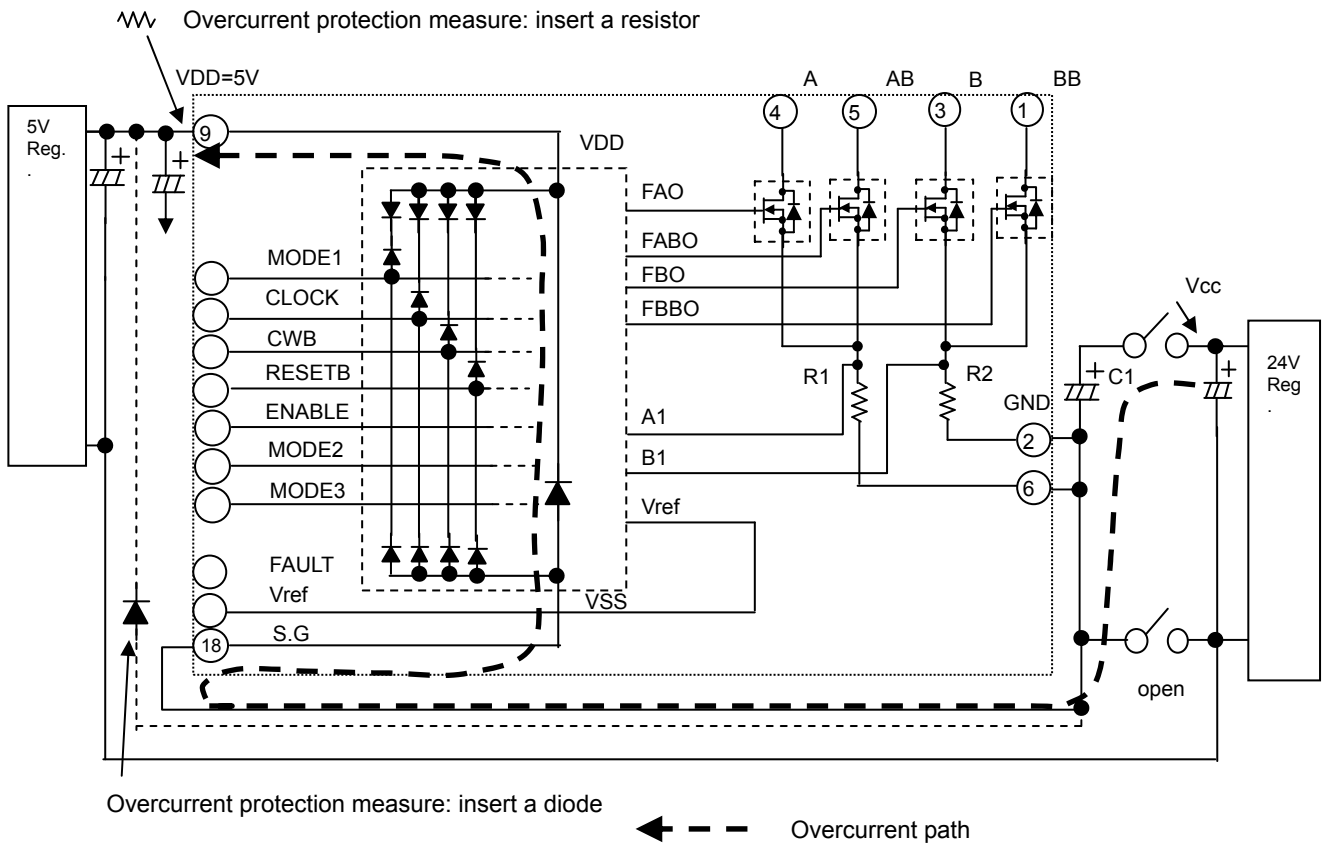 Overcurrent protection measure: insert a resistor
VDD=5V
A
AB
B
BB
5V
Reg.
.
+
+
9
4
5
3
1
VDD
FAO
FABO
FBO
FBBO
MODE1
CLOCK
CWB
RESETB
ENABLE
MODE2
MODE3
FAULT
Vref
18
S.G
VSS
A1
B1
Vref
R1
R2
GND
2
6
+
C1
Vcc
+
24V
Reg
.
open
Overcurrent protection measure: insert a diode
Overcurrent path